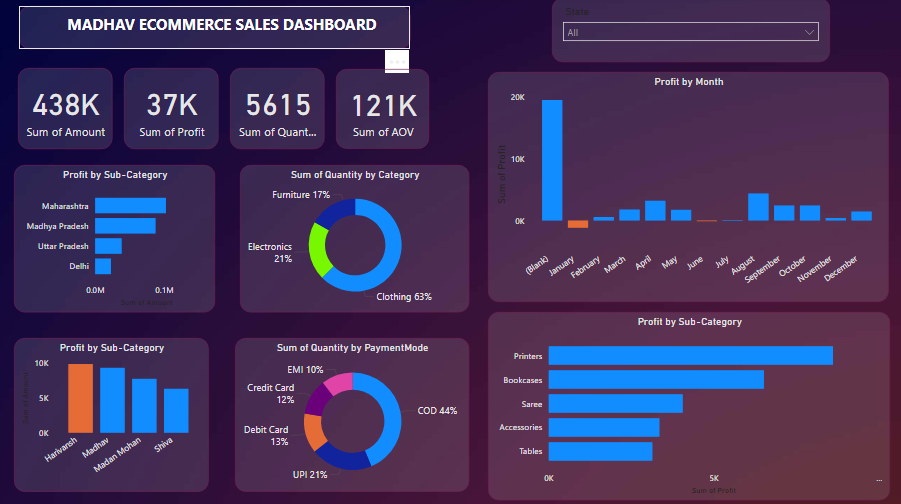 MADHAV ECOMMERCE SALES DASHBOARD
State
All
438K
Sum of Amount
37K
Sum of Profit
5615
Sum of Quant...
121K
Sum of AOV
Profit by Sub-Category
Maharashtra
Madhya Pradesh
Uttar Pradesh
Delhi
0.0M 0.1M
Sum of Amount
Sum of Quantity by Category
Furniture 17%
Electronics
21%
Clothing 63%
Profit by Month
Sum of Profit
20K
10K
0K
(Blank) January February March April May June July August September October November December
Profit by Sub-Category
Sum of Amount
10K
5K
0K
Harivansh Madhav Madan Mohan Shiva
Sum of Quantity by PaymentMode
EMI 10%
Credit Card
12%
Debit Card
13%
UPI 21%
COD 44%
Profit by Sub-Category
Printers
Bookcases
Saree
Accessories
Tables
0K 5K
Sum of Profit
...